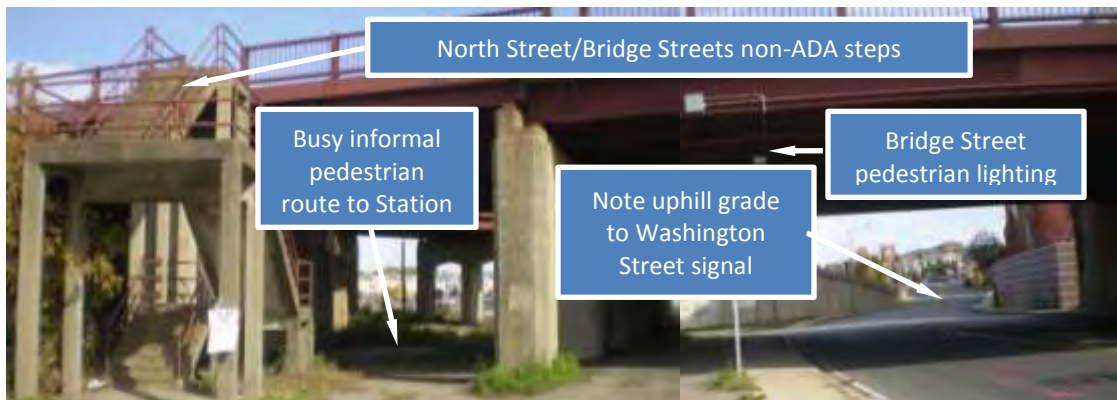 North Street/Bridge Streets non-ADA steps
Busy informal
pedestrian
route to Station
Bridge Street
pedestrian lighting
Note uphill grade
to Washington
Street signal